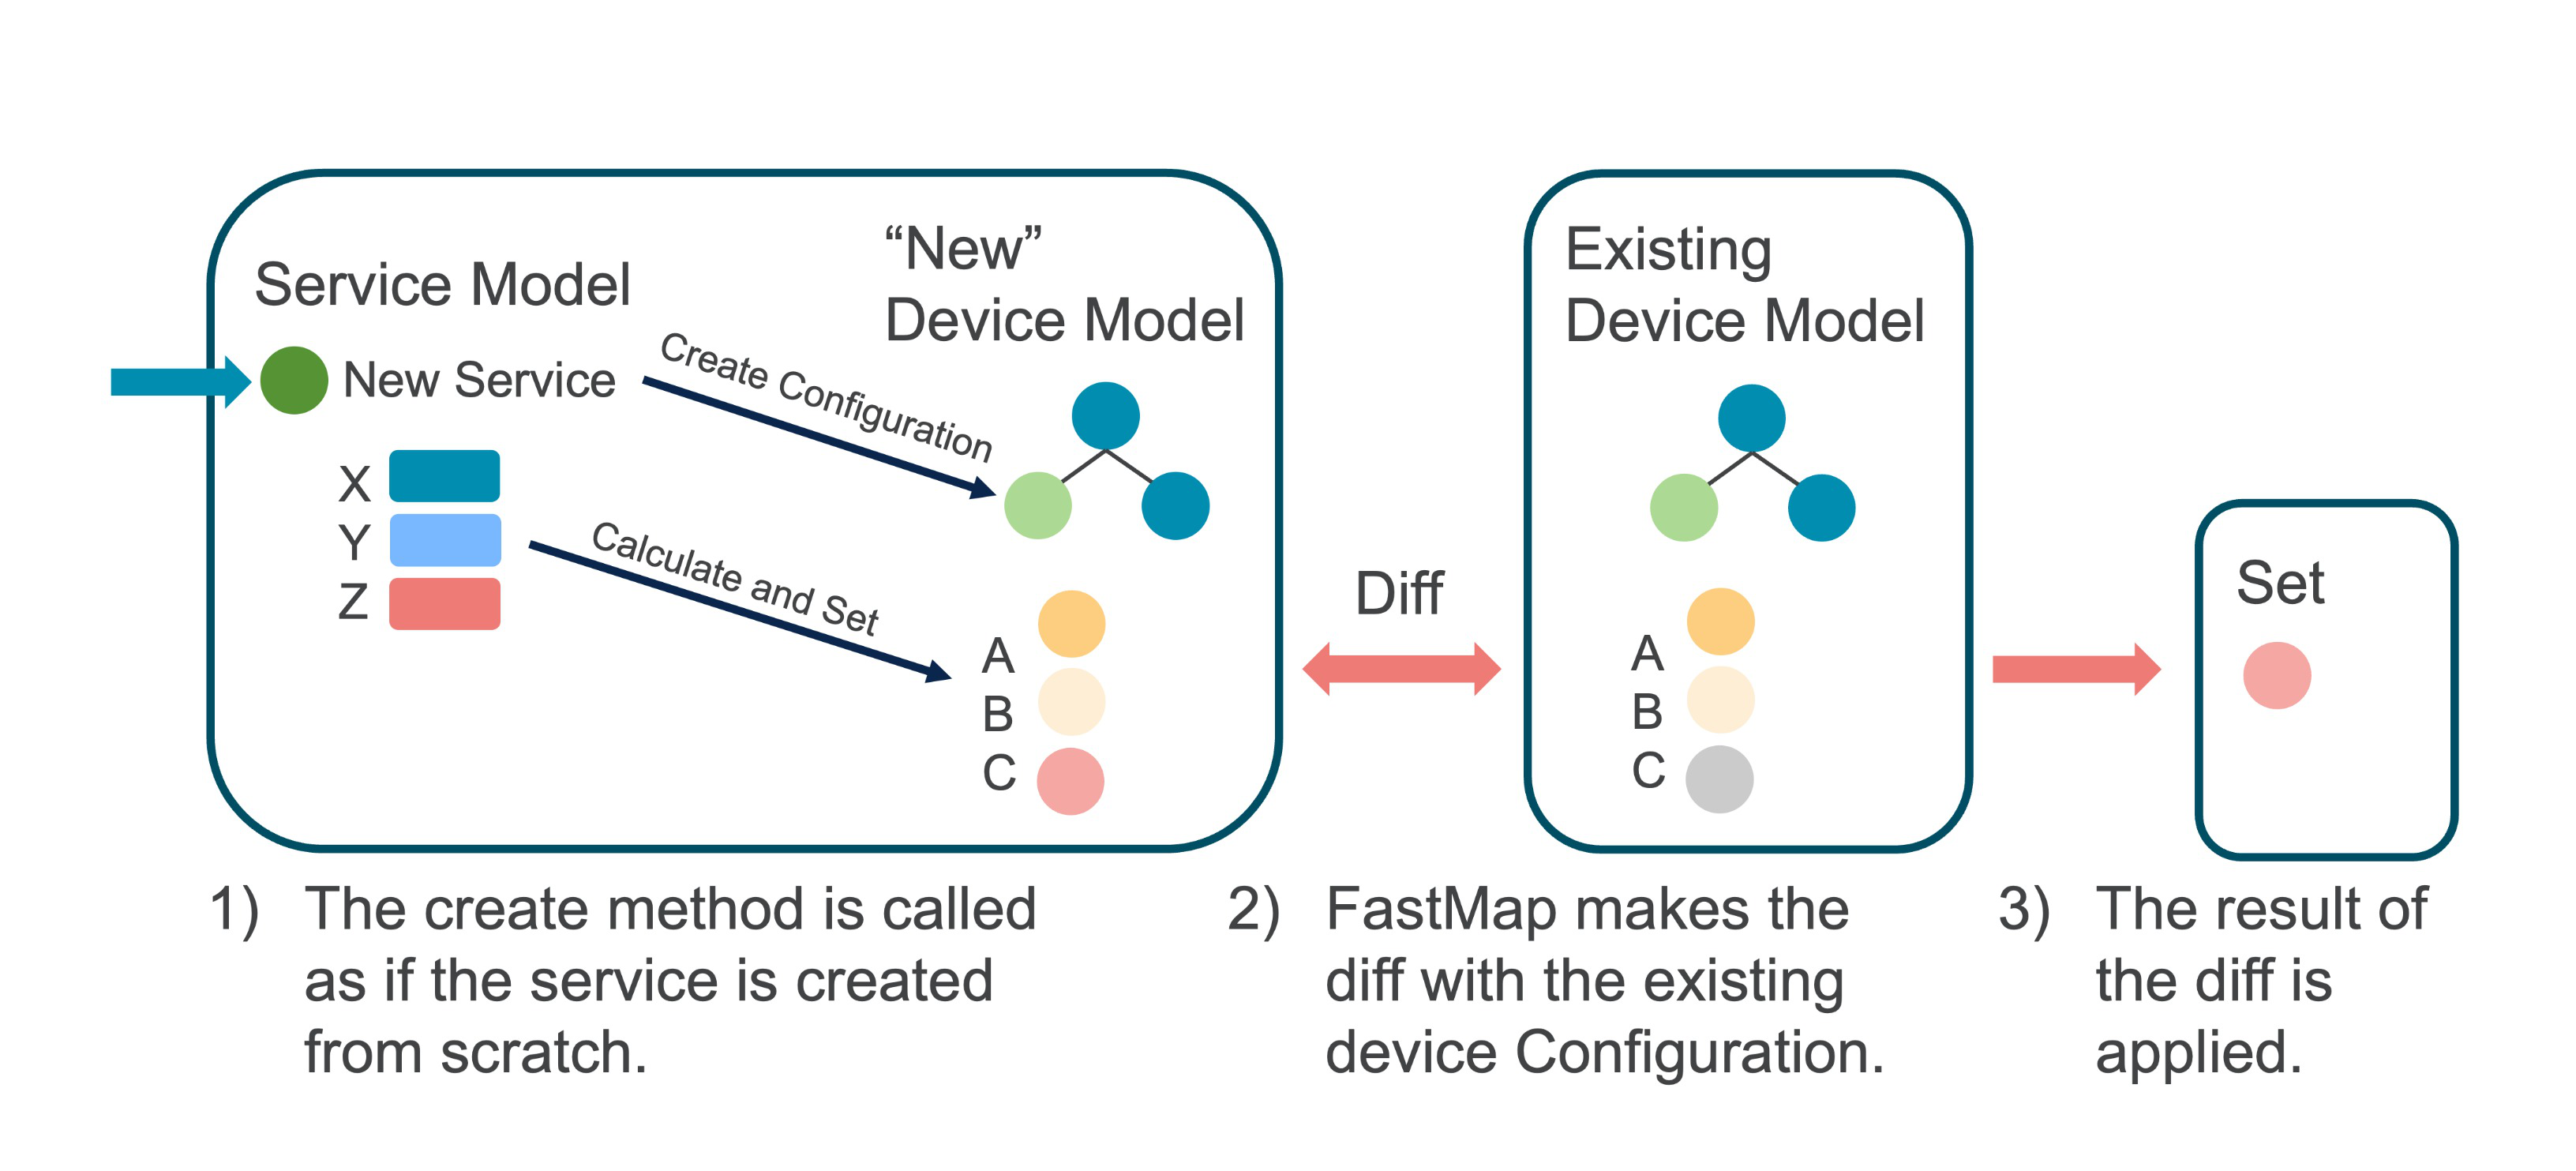 Service Model
New Service
X
Y
Z
Create Configuration
Calculate and Set
“New”
Device Model
A
B
C
Diff
Existing
Device Model
A
B
C
Set
1) The create method is called
as if the service is created
from scratch.
2) FastMap makes the
diff with the existing
device Configuration.
3) The result of
the diff is
applied.